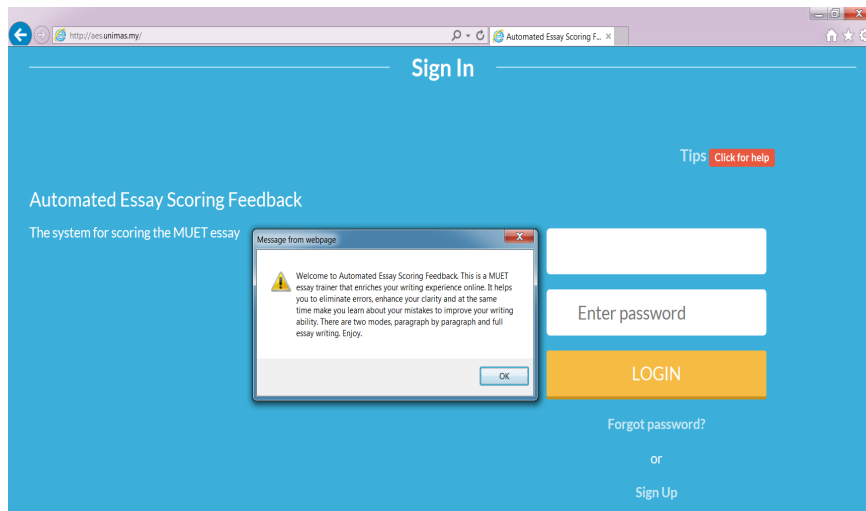 http://aes.unimas.my/
Automated Essay Scoring F...
Sign In
Tips Click for help
Automated Essay Scoring Feedback
The system for scoring the MUET essay
Message from webpage
Welcome to Automated Essay Scoring Feedback. This is a MUET
essay trainer that enriches your writing experience online. It helps
you to eliminate errors, enhance your clarity and at the same
time make you learn about your mistakes to improve your writing
ability. There are two modes, paragraph by paragraph and full
essay writing. Enjoy.
OK
Enter password
LOGIN
Forgot password?
or
Sign Up